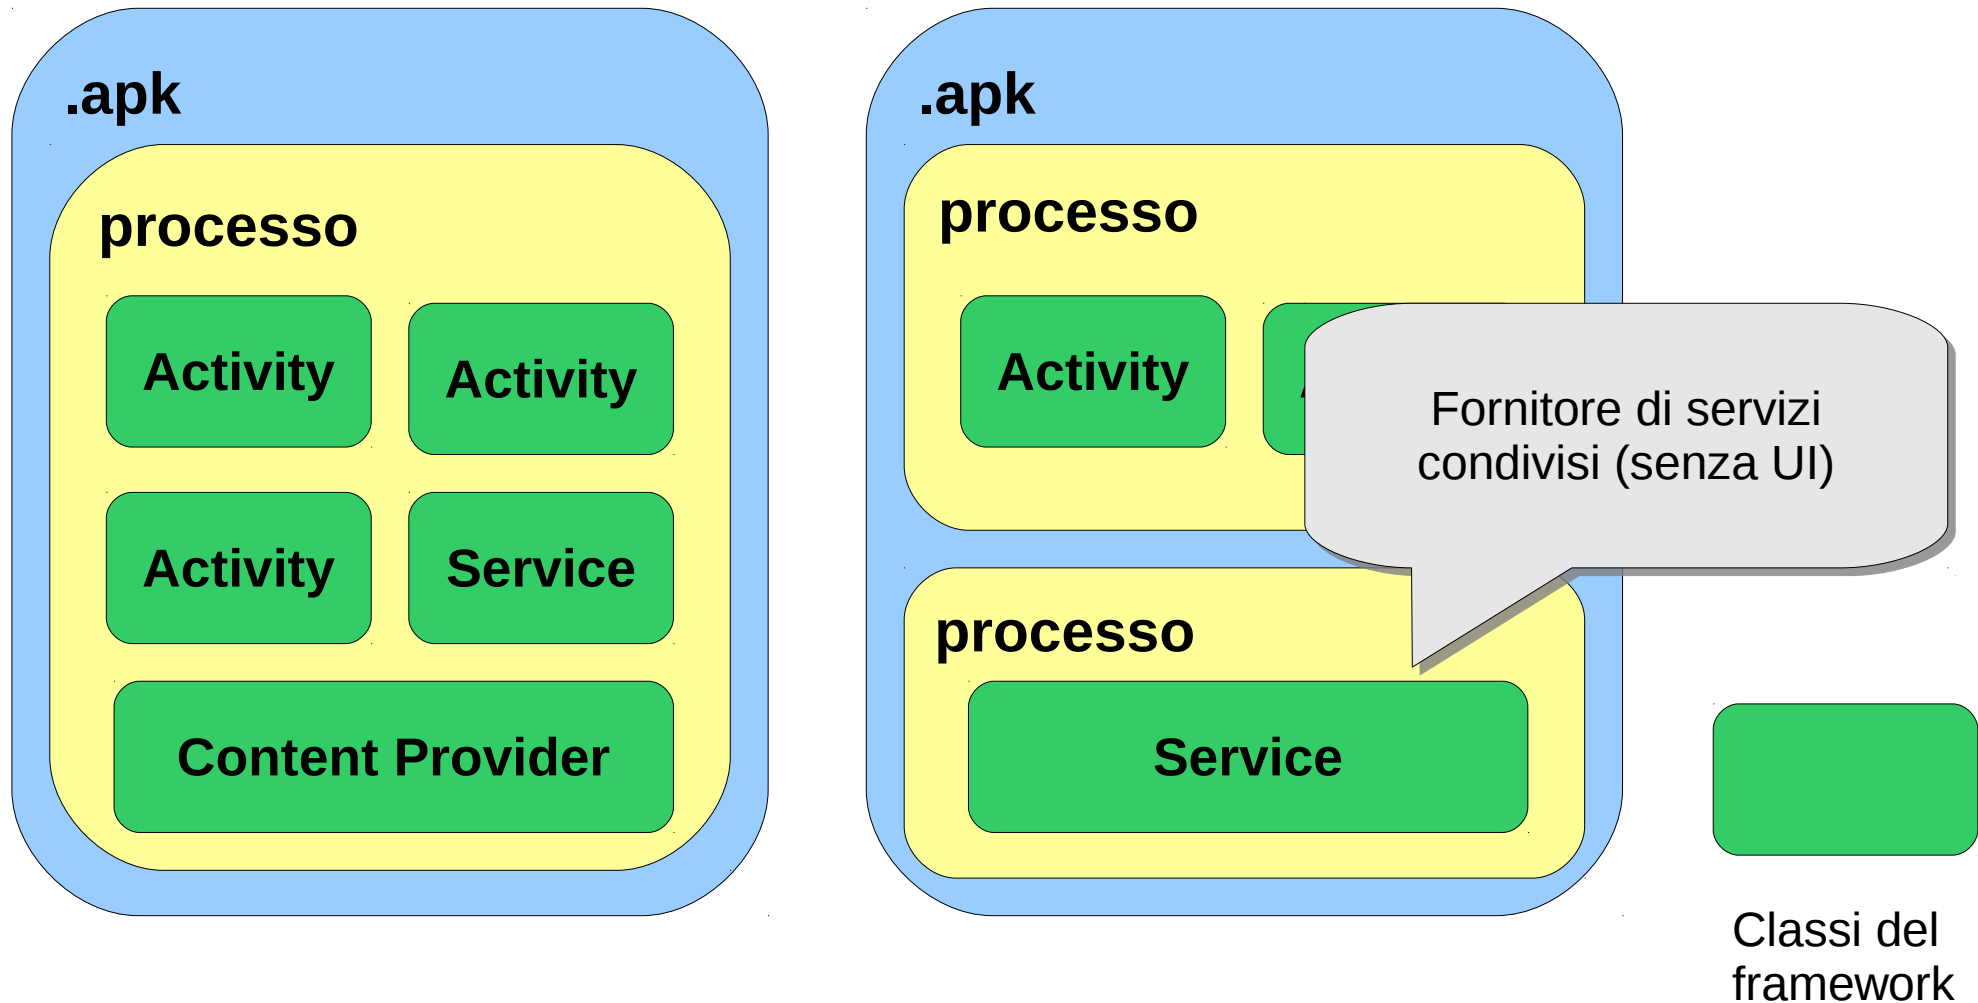 .apk
processo
Activity
Activity
Activity
Service
Content Provider
.apk
processo
Activity
Fornitore di servizi
condivisi (senza UI)
processo
Service
Classi del
framework